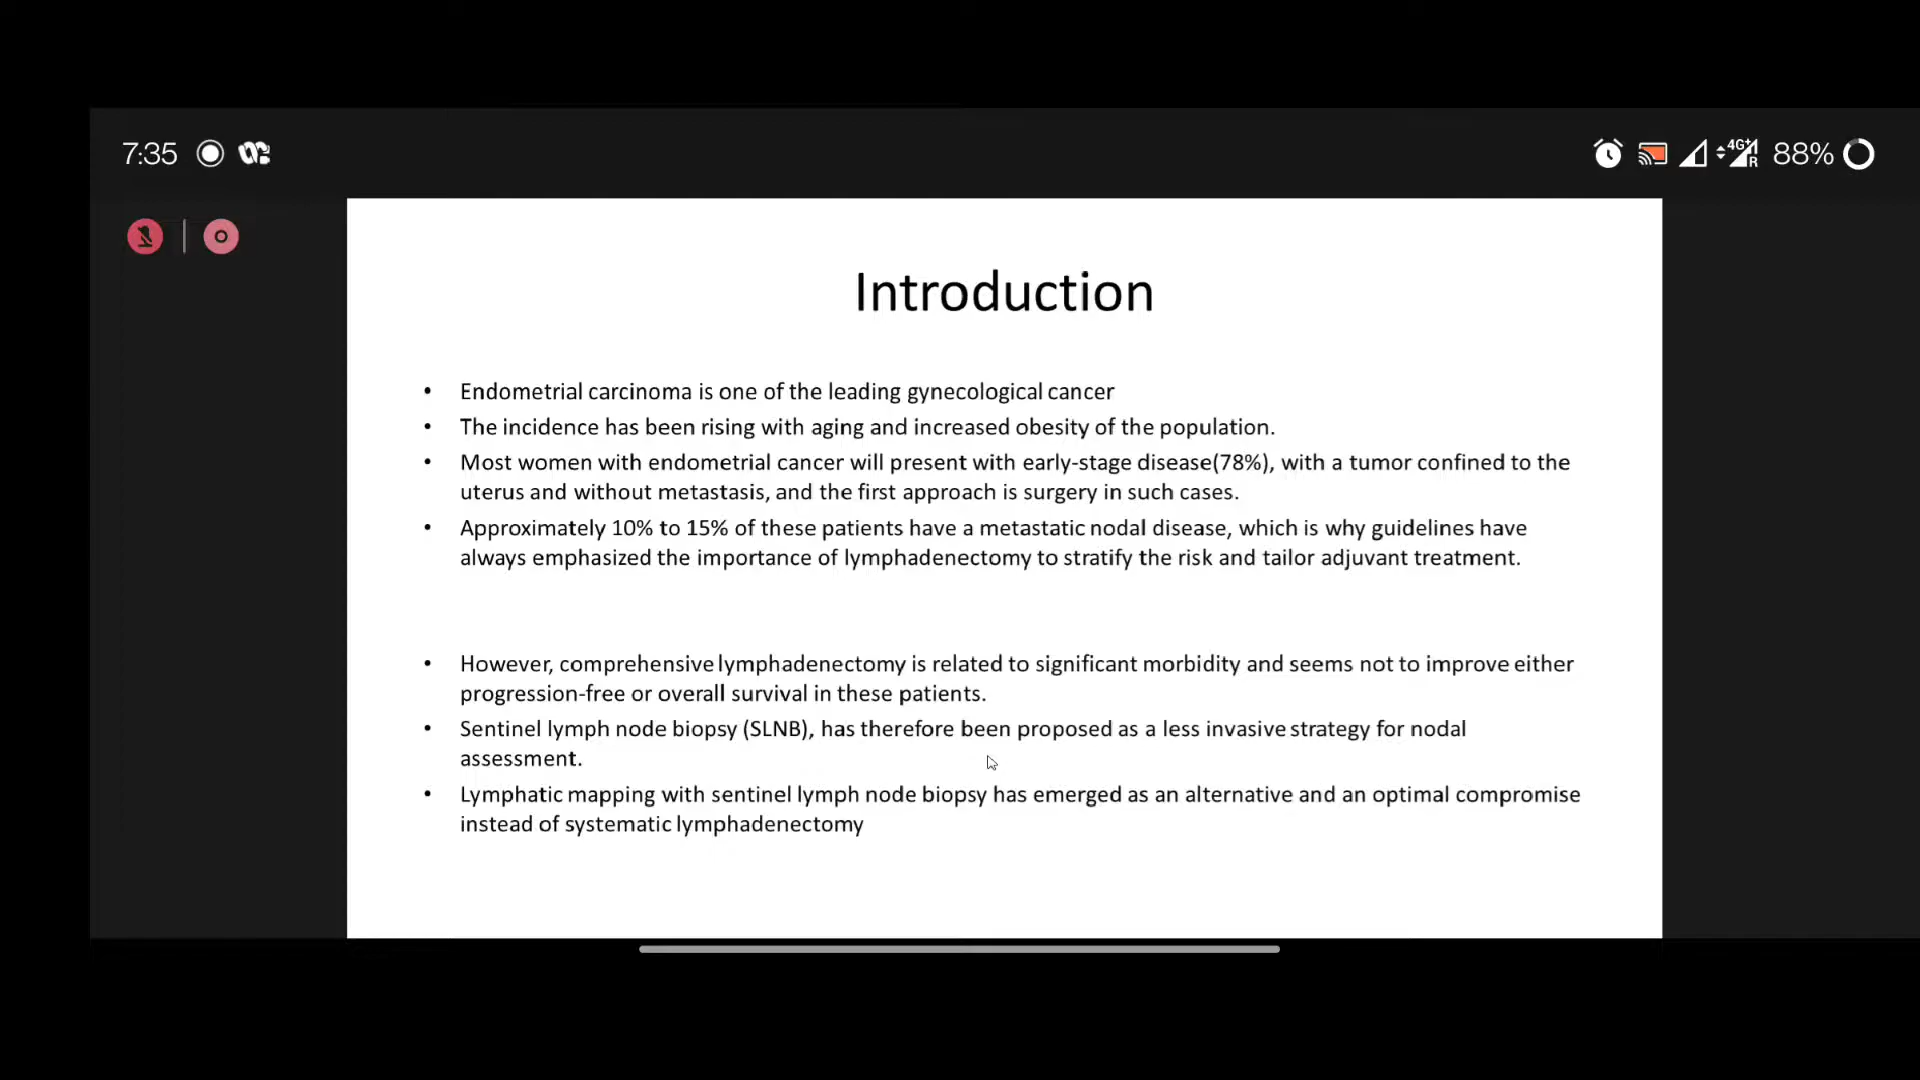 7:35
4G+
R
88%
Introduction
• Endometrial carcinoma is one of the leading gynecological cancer
• The incidence has been rising with aging and increased obesity of the population.
• Most women with endometrial cancer will present with early-stage disease(78%), with a tumor confined to the
uterus and without metastasis, and the first approach is surgery in such cases.
• Approximately 10% to 15% of these patients have a metastatic nodal disease, which is why guidelines have
always emphasized the importance of lymphadenectomy to stratify the risk and tailor adjuvant treatment.
• However, comprehensive lymphadenectomy is related to significant morbidity and seems not to improve either
progression-free or overall survival in these patients.
• Sentinel lymph node biopsy (SLNB), has therefore been proposed as a less invasive strategy for nodal
assessment.
• Lymphatic mapping with sentinel lymph node biopsy has emerged as an alternative and an optimal compromise
instead of systematic lymphadenectomy